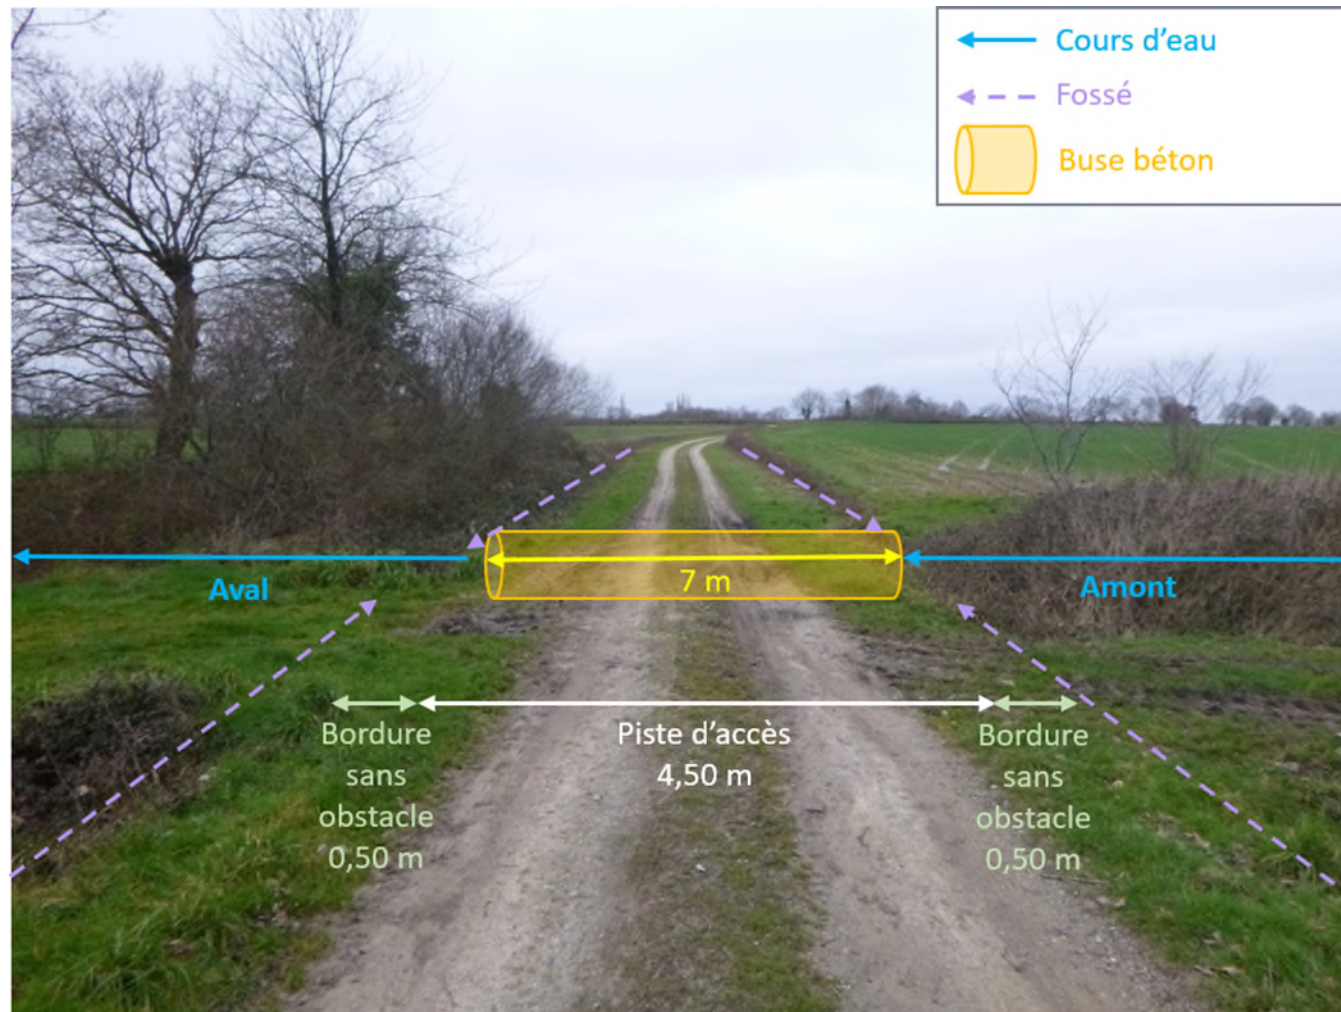 Cours d'eau
Fossé
Buse béton
7 m
Aval
Amont
Bordure
sans
obstacle
0,50 m
Piste d'accès
4,50 m
Bordure
sans
obstacle
0,50 m